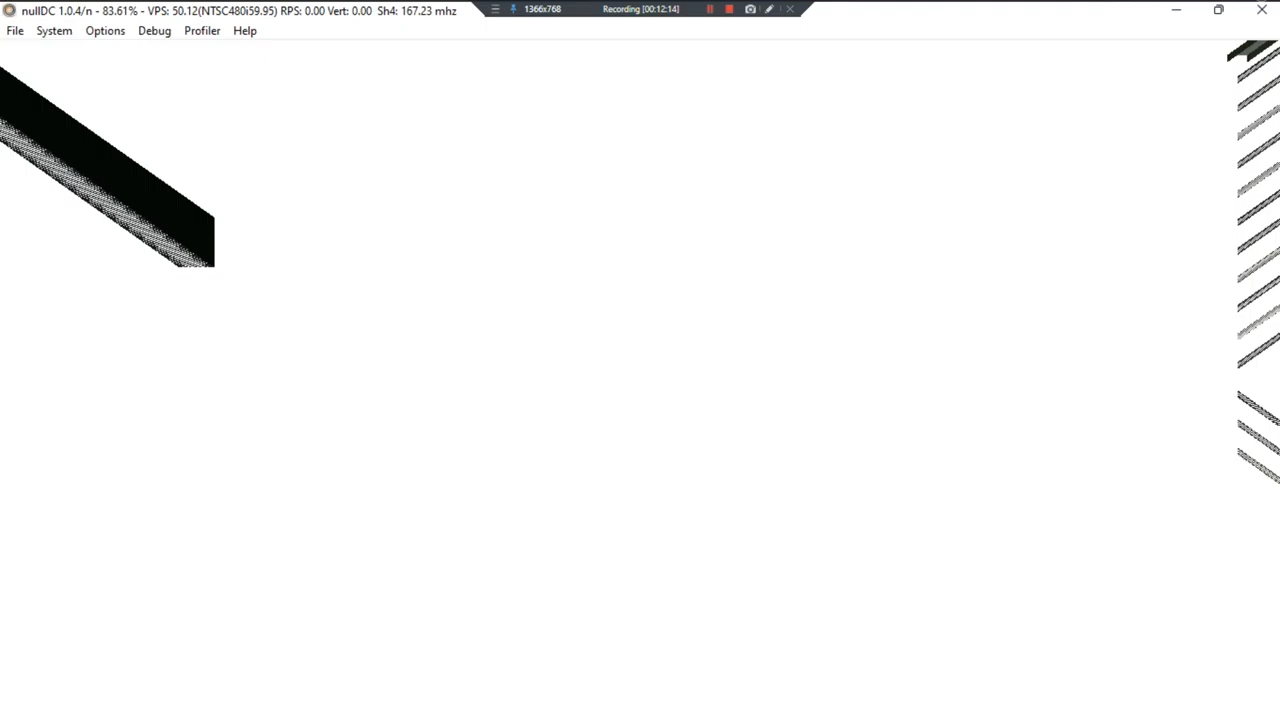 nullDC 1.0.4/n - 83.61% - VPS: 50.12(NTSC480i59.95) RPS: 0.00 Vert: 0.00 Sh4: 167.23 mhz
1366x768 Recording [00:12:14]
File System Options Debug Profiler Help